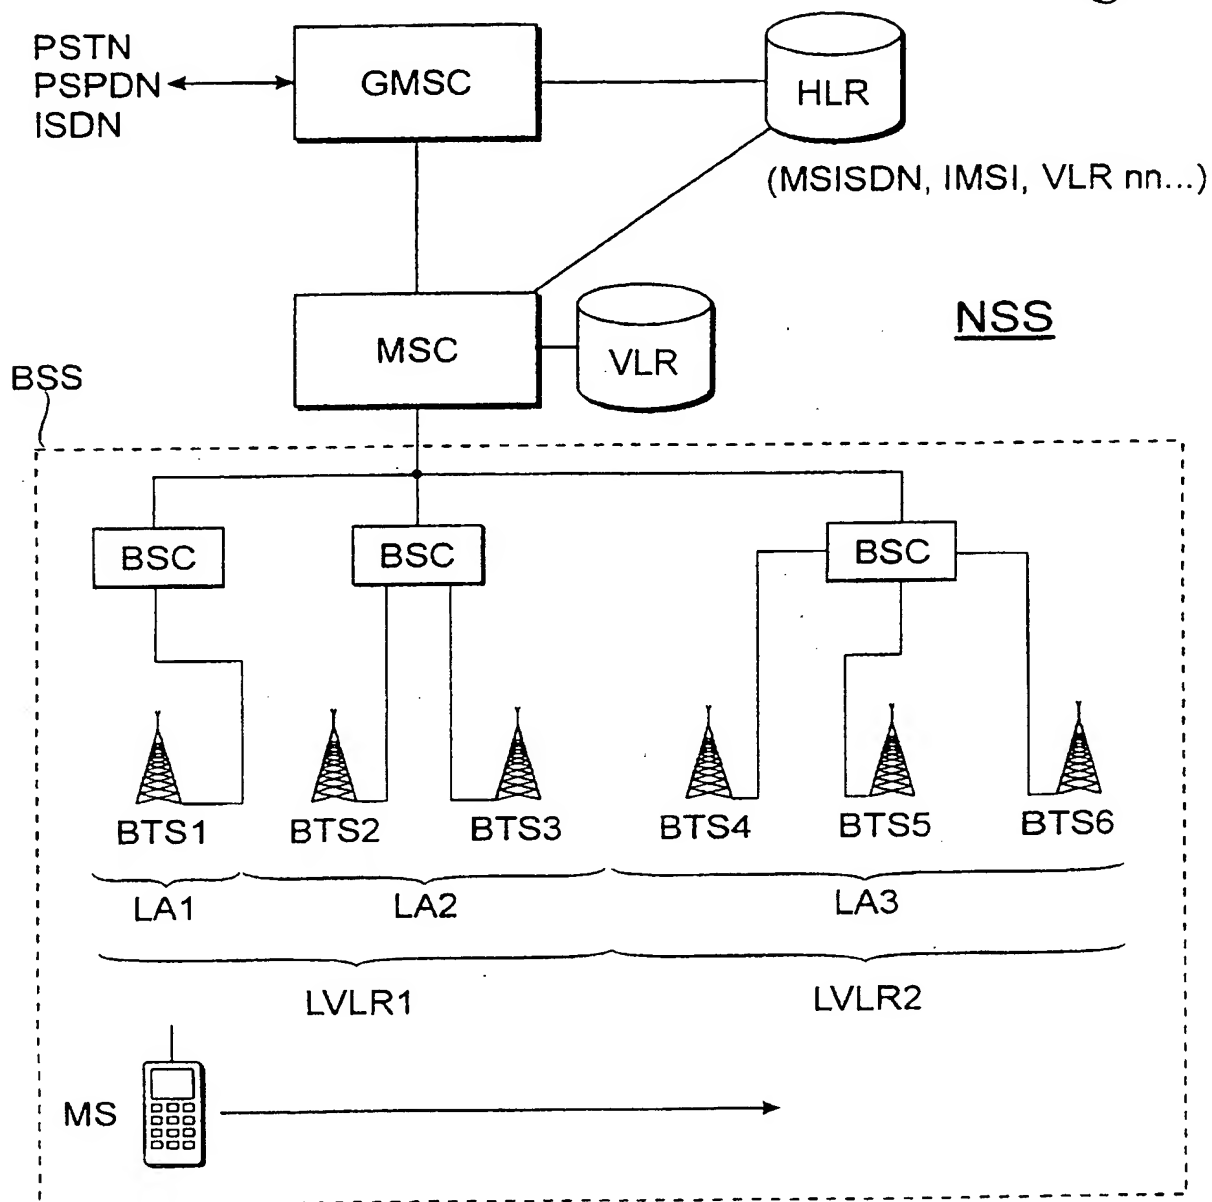 PSTN
PSPDN
ISDN
GMSC
HLR
(MSISDN, IMSI, VLR nn...)
MSC
VLR
NSS
BSS
BSC
BSC
BSC
BTS1
BTS2
BTS3
BTS4
BTS5
BTS6
LA1
LA2
LA3
LVLR1
LVLR2
MS